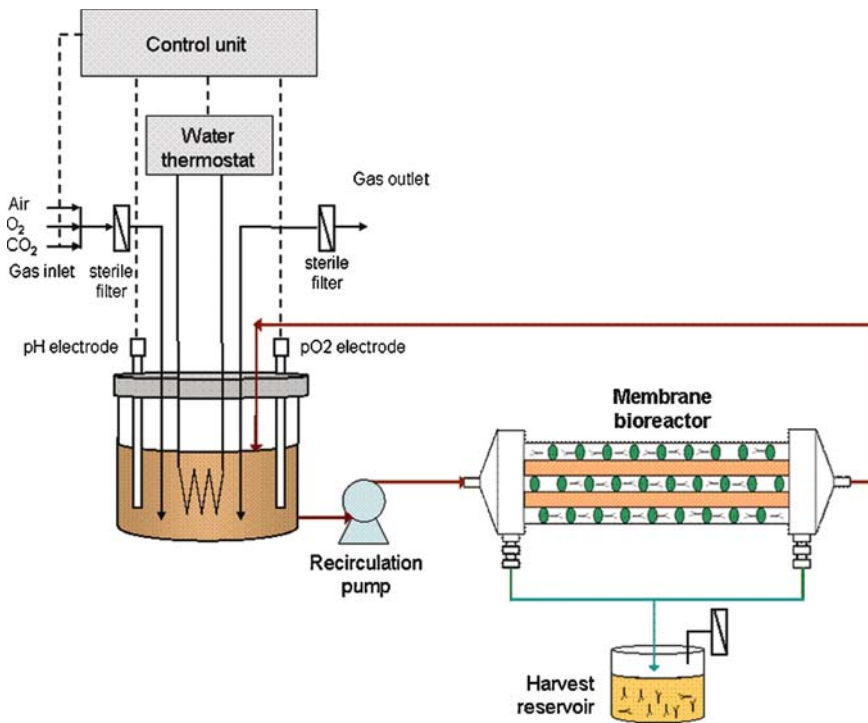 Control unit
Water
thermostat
Gas outlet
Air
O₂
CO₂
Gas inlet
sterile
filter
sterile
filter
pH electrode
pO2 electrode
Membrane
bioreactor
Recirculation
pump
Harvest
reservoir